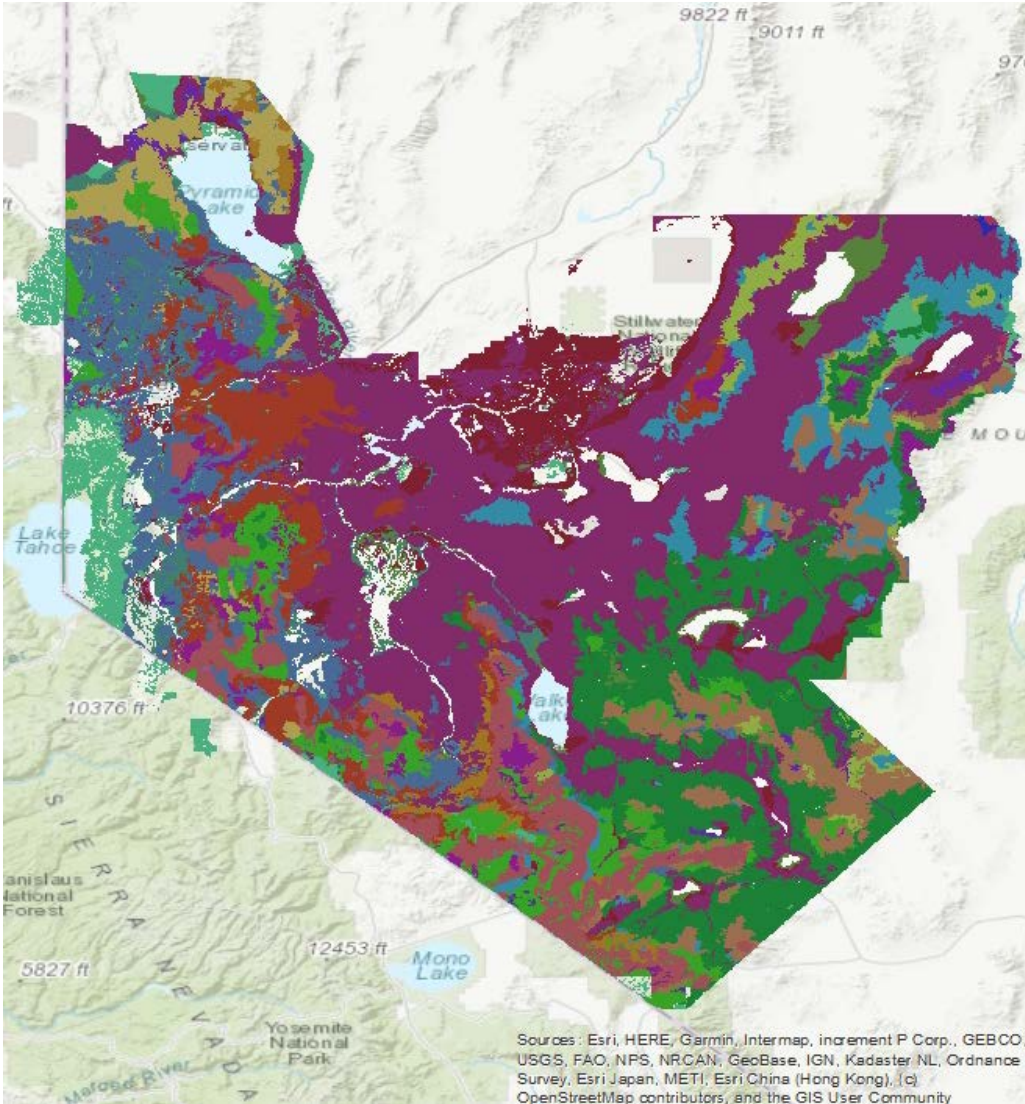 9822 ft
9011 ft
Lake
Pyramid
Lake
Stillwater
National
MOU
Lake
Tahoe
10376 ft
Lake
SIERRA NEVADA
anislaus
National
Forest
12453 ft
5827 ft
Mono
Lake
Yosemite
National
Park
Sources: Esri, HERE, Garmin, Intermap, increment P Corp., GEBCO,
USGS, FAO, NPS, NRCAN, GeoBase, IGN, Kadaster NL, Ordnance
Survey, Esri Japan, METI, Esri China (Hong Kong), (c)
OpenStreetMap contributors, and the GIS User Community